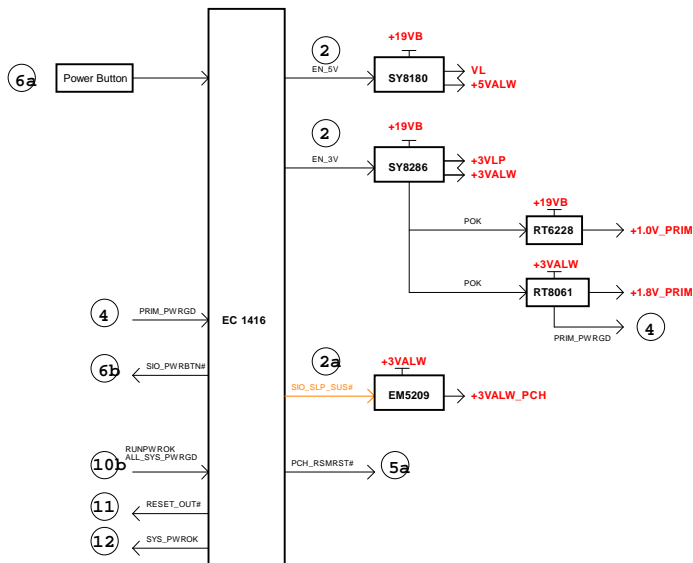 +19VB
2
EN_5V
SY8180
VL
+5VALW
6a
Power Button
+19VB
2
EN_3V
SY8286
+3VLP
+3VALW
+19VB
POK
RT6228
+1.0V_PRIM
+3VALW
POK
RT8061
+1.8V_PRIM
4
PRIM_PWRGD
EC 1416
PRIM_PWRGD
4
6b
SIO_PWRBTN#
2a
+3VALW
SIO_SLP_SUS#
EM5209
+3VALW_PCH
10b
RUNPWROK
ALL_SYS_PWRGD
PCH_RSMRST#
5a
11
RESET_OUT#
12
SYS_PWROK